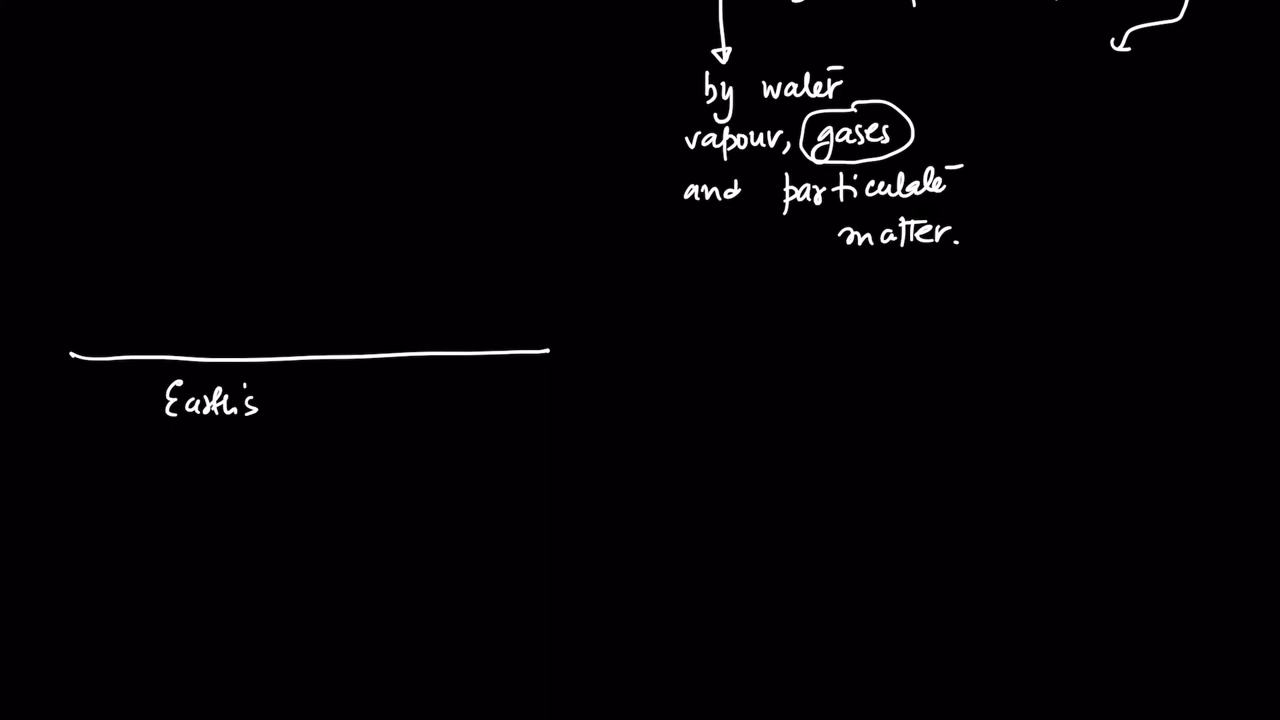 by water
vapour, gases
and particulate
matter.
Earth's